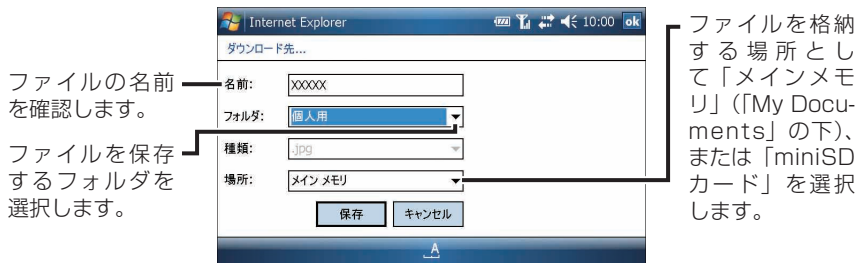 Internet Explorer
10:00 ok
ダウンロード先...
名前: XXXXX
フォルダ: 個人用
種類: .jpg
場所: メイン メモリ
保存 キャンセル
A
ファイルの名前
を確認します。
ファイルを保存
するフォルダを
選択します。
ファイルを格納
する場所とし
て「メインメモ
リ」（「My Docu-
ments」の下）、
または「miniSD
カード」を選択
します。